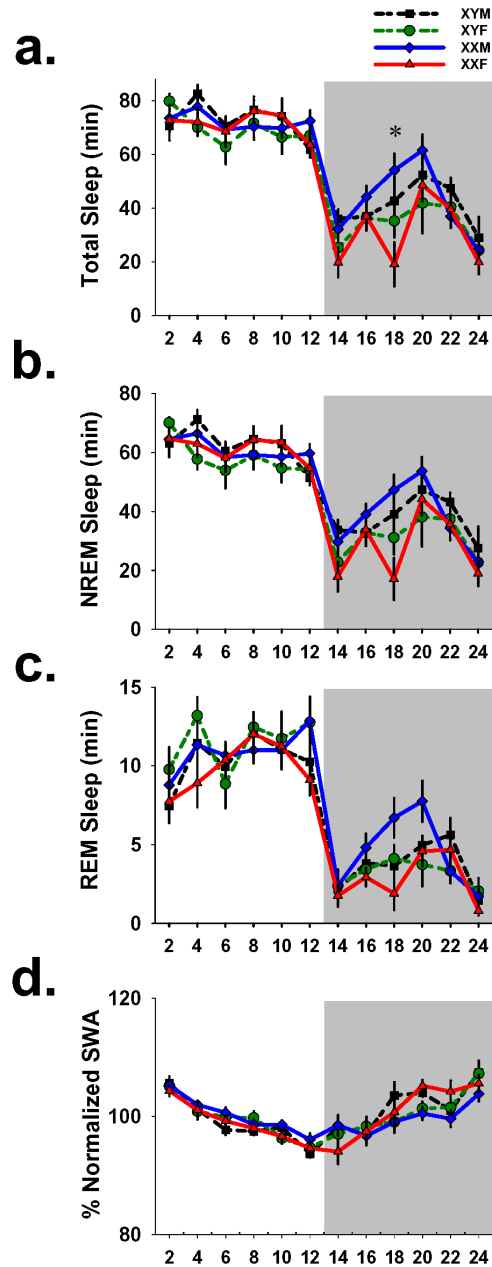 XYM
XYF
XXM
XXF
a.
Total Sleep (min)
80
60
40
20
0
*
2 4 6 8 10 12 14 16 18 20 22 24
b.
NREM Sleep (min)
80
60
40
20
0
2 4 6 8 10 12 14 16 18 20 22 24
c.
REM Sleep (min)
15
10
5
0
2 4 6 8 10 12 14 16 18 20 22 24
d.
% Normalized SWA
120
100
80
2 4 6 8 10 12 14 16 18 20 22 24